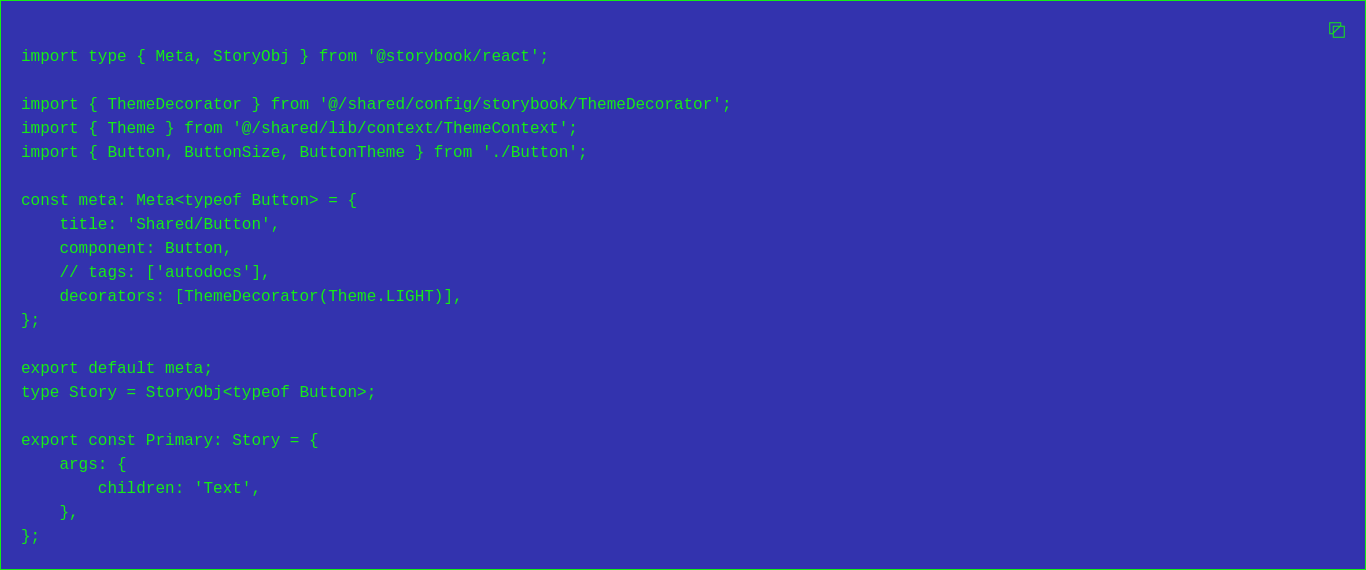 import type { Meta, StoryObj } from '@storybook/react';

import { ThemeDecorator } from '@/shared/config/storybook/ThemeDecorator';
import { Theme } from '@/shared/lib/context/ThemeContext';
import { Button, ButtonSize, ButtonTheme } from './Button';

const meta: Meta<typeof Button> = {
    title: 'Shared/Button',
    component: Button,
    // tags: ['autodocs'],
    decorators: [ThemeDecorator(Theme.LIGHT)],
};

export default meta;
type Story = StoryObj<typeof Button>;

export const Primary: Story = {
    args: {
        children: 'Text',
    },
};